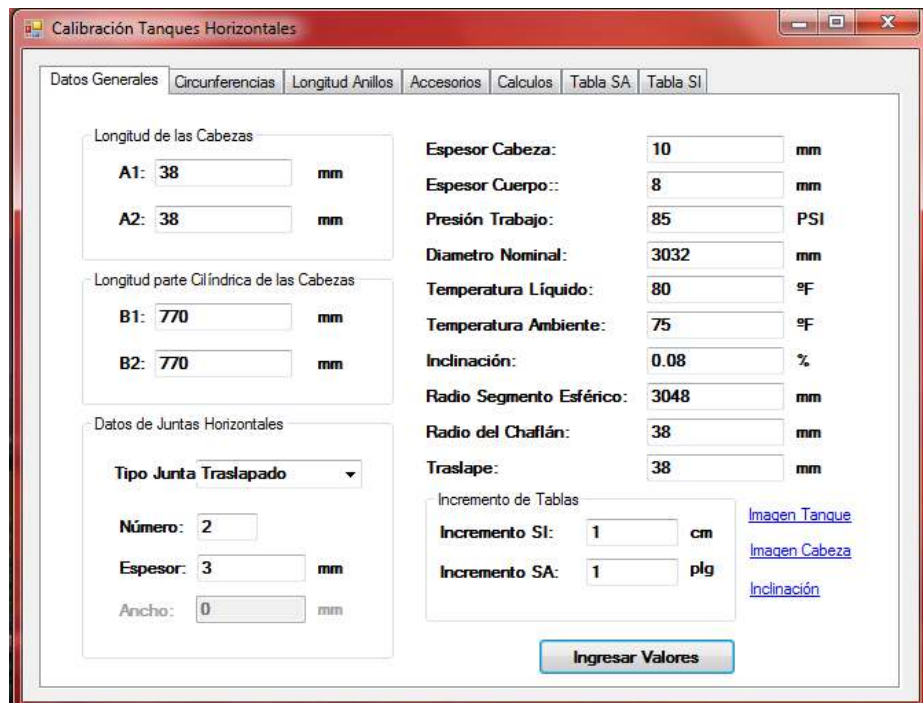 Calibración Tanques Horizontales
Datos Generales Circunferencias Longitud Anillos Accesorios Calculos Tabla SA Tabla SI
Longitud de las Cabezas
A1: 38 mm
A2: 38 mm
Longitud parte Cilíndrica de las Cabezas
B1: 770 mm
B2: 770 mm
Datos de Juntas Horizontales
Tipo Junta Traslapado
Número: 2
Espesor: 3 mm
Ancho: 0 mm
Espesor Cabeza: 10 mm
Espesor Cuerpo:: 8 mm
Presión Trabajo: 85 PSI
Diametro Nominal: 3032 mm
Temperatura Líquido: 80 ºF
Temperatura Ambiente: 75 ºF
Inclinación: 0.08 %
Radio Segmento Esférico: 3048 mm
Radio del Chaflán: 38 mm
Traslape: 38 mm
Incremento de Tablas
Incremento SI: 1 cm
Incremento SA: 1 plg
Imagen Tanque
Imagen Cabeza
Inclinación
Ingresar Valores